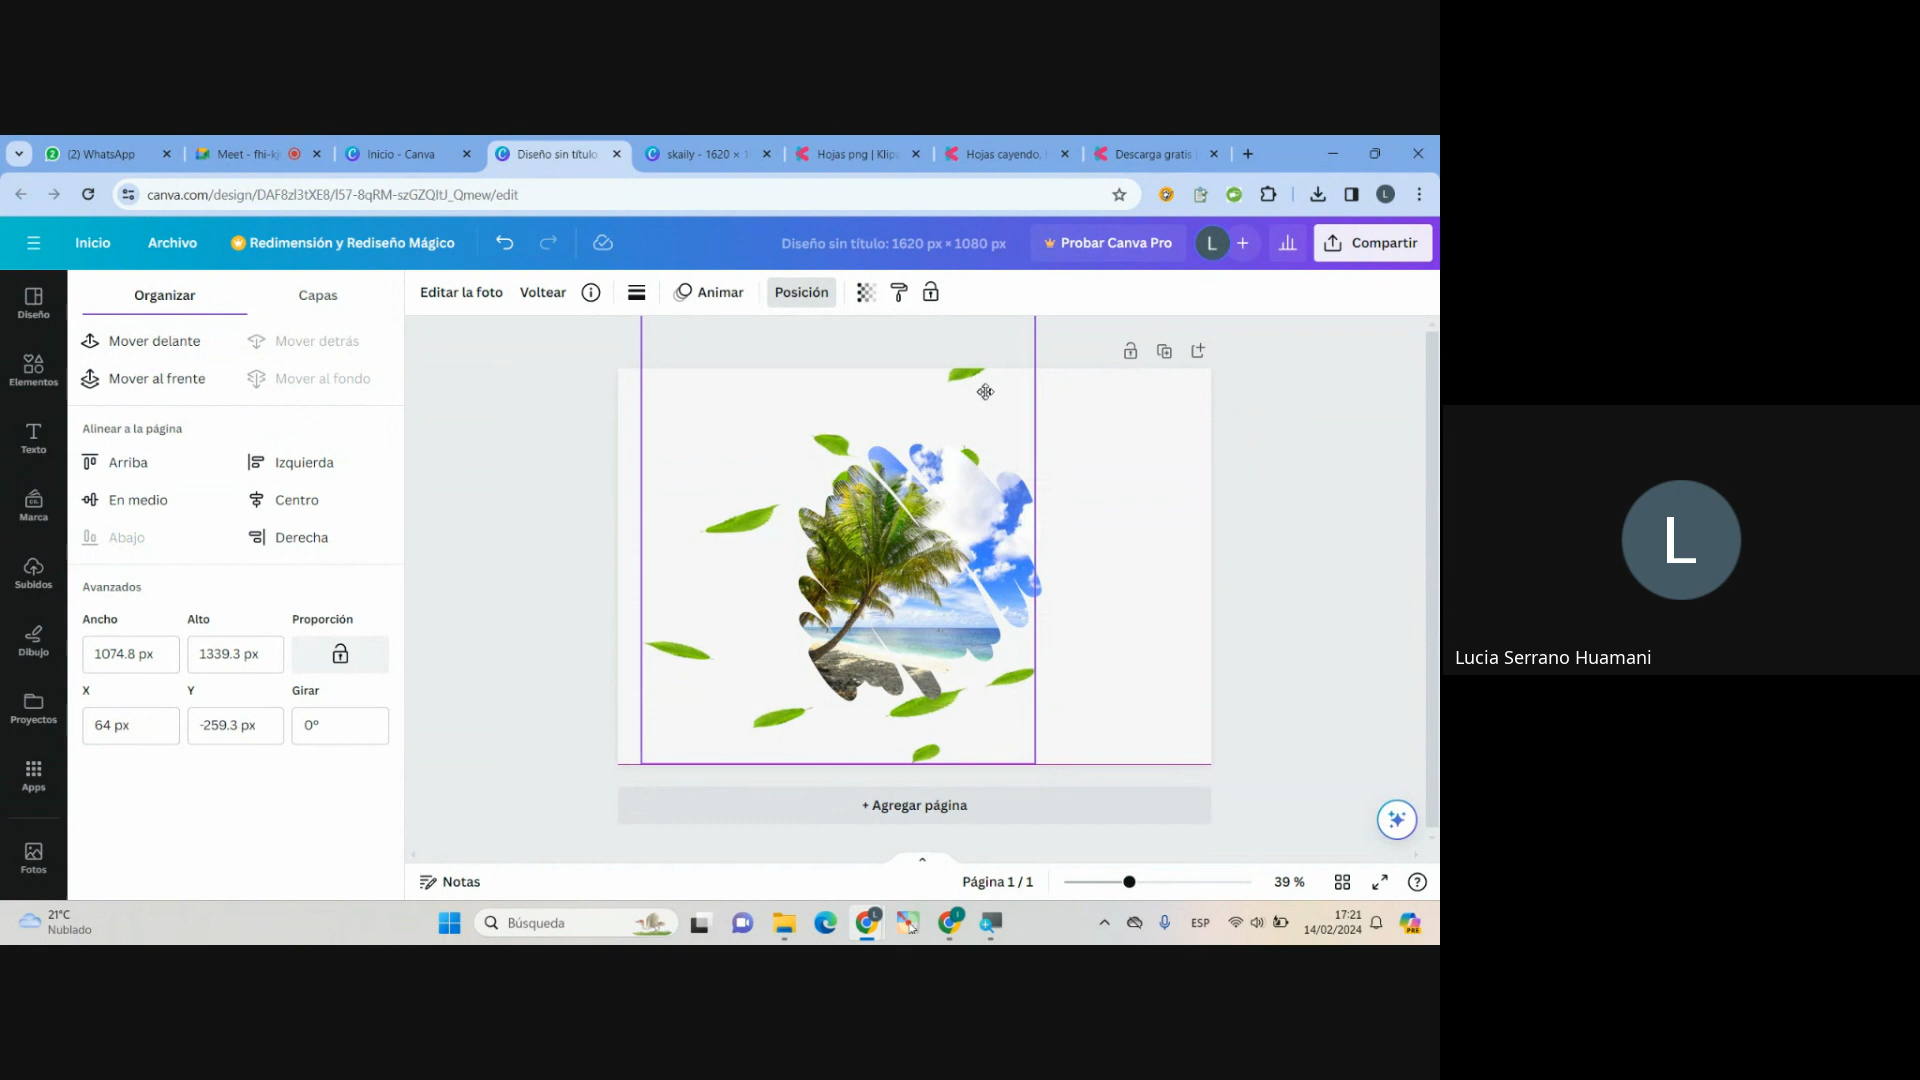 (2) WhatsApp
Meet - fhi-kj
Inicio - Canva
Diseño sin título
skaily - 1620 × 1
Hojas png | Klip
Hojas cayendo,
Descarga gratis
canva.com/design/DAF8zl3tXE8/l57-8qRM-szGZQltJ_Qmew/edit
L
Inicio
Archivo
Redimensión y Rediseño Mágico
Diseño sin título: 1620 px × 1080 px
Probar Canva Pro
L
Compartir
Diseño
Elementos
Texto
Marca
Subidos
Dibujo
Proyectos
Apps
Fotos
Organizar
Capas
Mover delante
Mover detrás
Mover al frente
Mover al fondo
Alinear a la página
Arriba
Izquierda
En medio
Centro
Abajo
Derecha
Avanzados
Ancho
Alto
Proporción
1074.8 px
1339.3 px
X
Y
Girar
64 px
-259.3 px
0°
Editar la foto
Voltear
Animar
Posición
+ Agregar página
Notas
Página 1 / 1
39 %
21°C
Nublado
Búsqueda
ESP
17:21
14/02/2024
PRE
L
Lucia Serrano Huamani